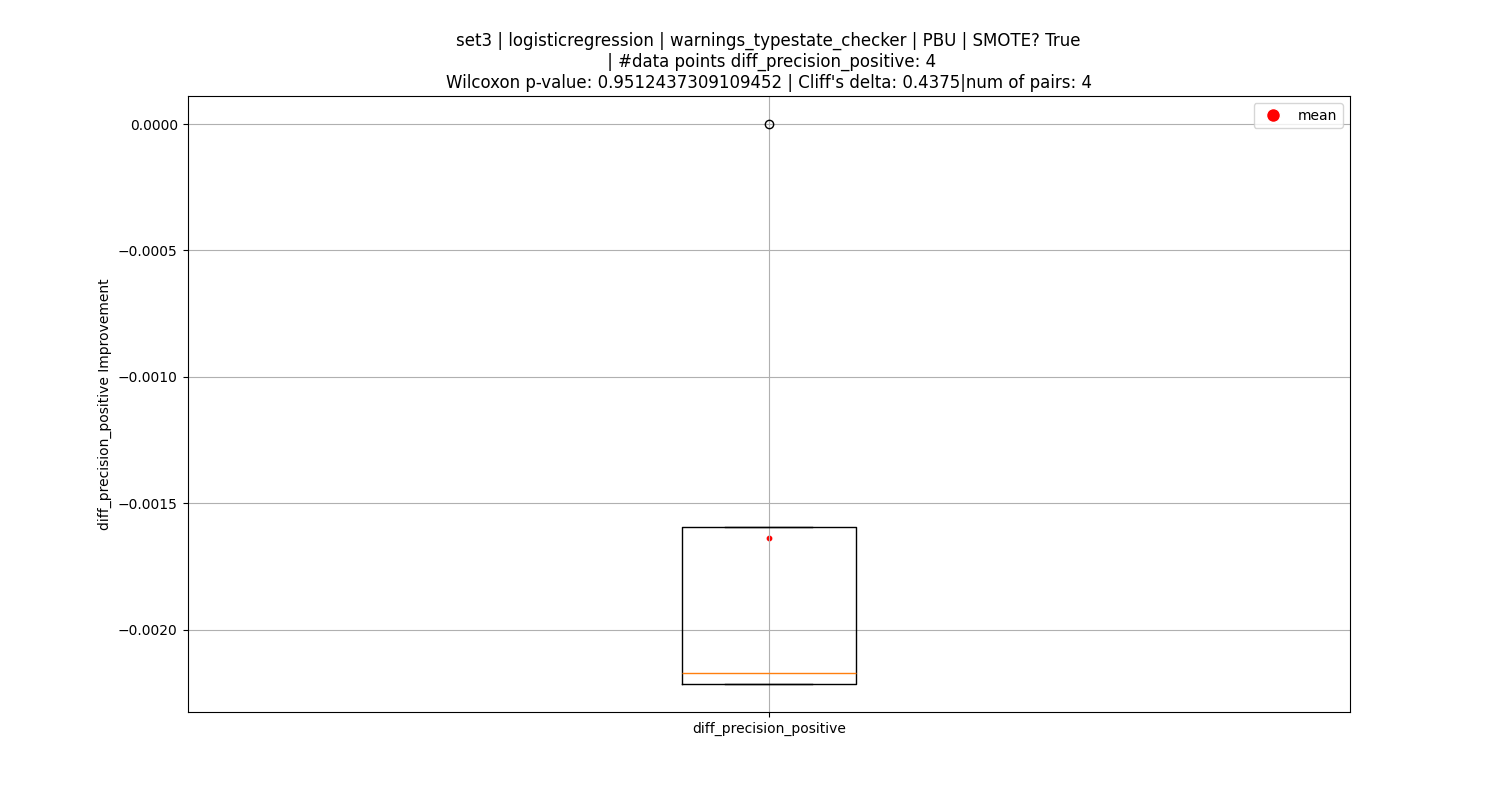 set3 | logisticregression | warnings_typestate_checker | PBU | SMOTE? True
| #data points diff_precision_positive: 4
Wilcoxon p-value: 0.9512437309109452 | Cliff's delta: 0.4375|num of pairs: 4
mean
0.0000
−0.0005
−0.0010
−0.0015
−0.0020
diff_precision_positive Improvement
diff_precision_positive